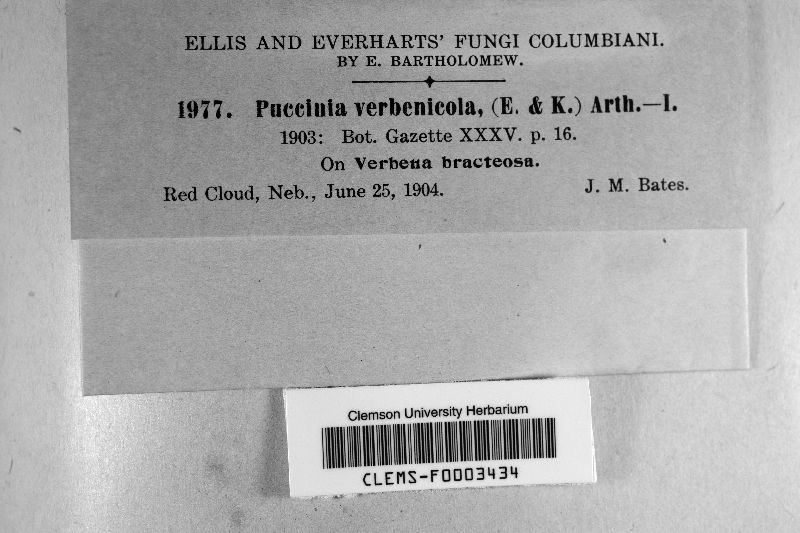 ELLIS AND EVERHARTS' FUNGI COLUMBIANI.
BY E. BARTHOLOMEW.
1977. Puccinia verbenicola, (E. & K.) Arth.—I.
1903: Bot. Gazette XXXV. p. 16.
On Verbena bracteosa.
Red Cloud, Neb., June 25, 1904. J. M. Bates.
Clemson University Herbarium
CLEMS-F0003434